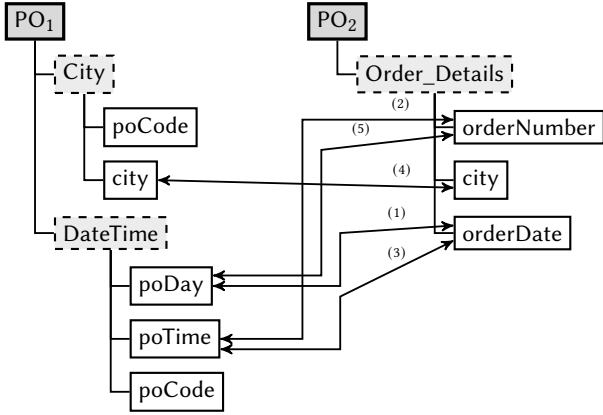 PO1 PO2
City Order_Details
(2)
poCode (5) orderNumber
city (4) city
(1)
DateTime orderDate
(3)
poDay
poTime
poCode